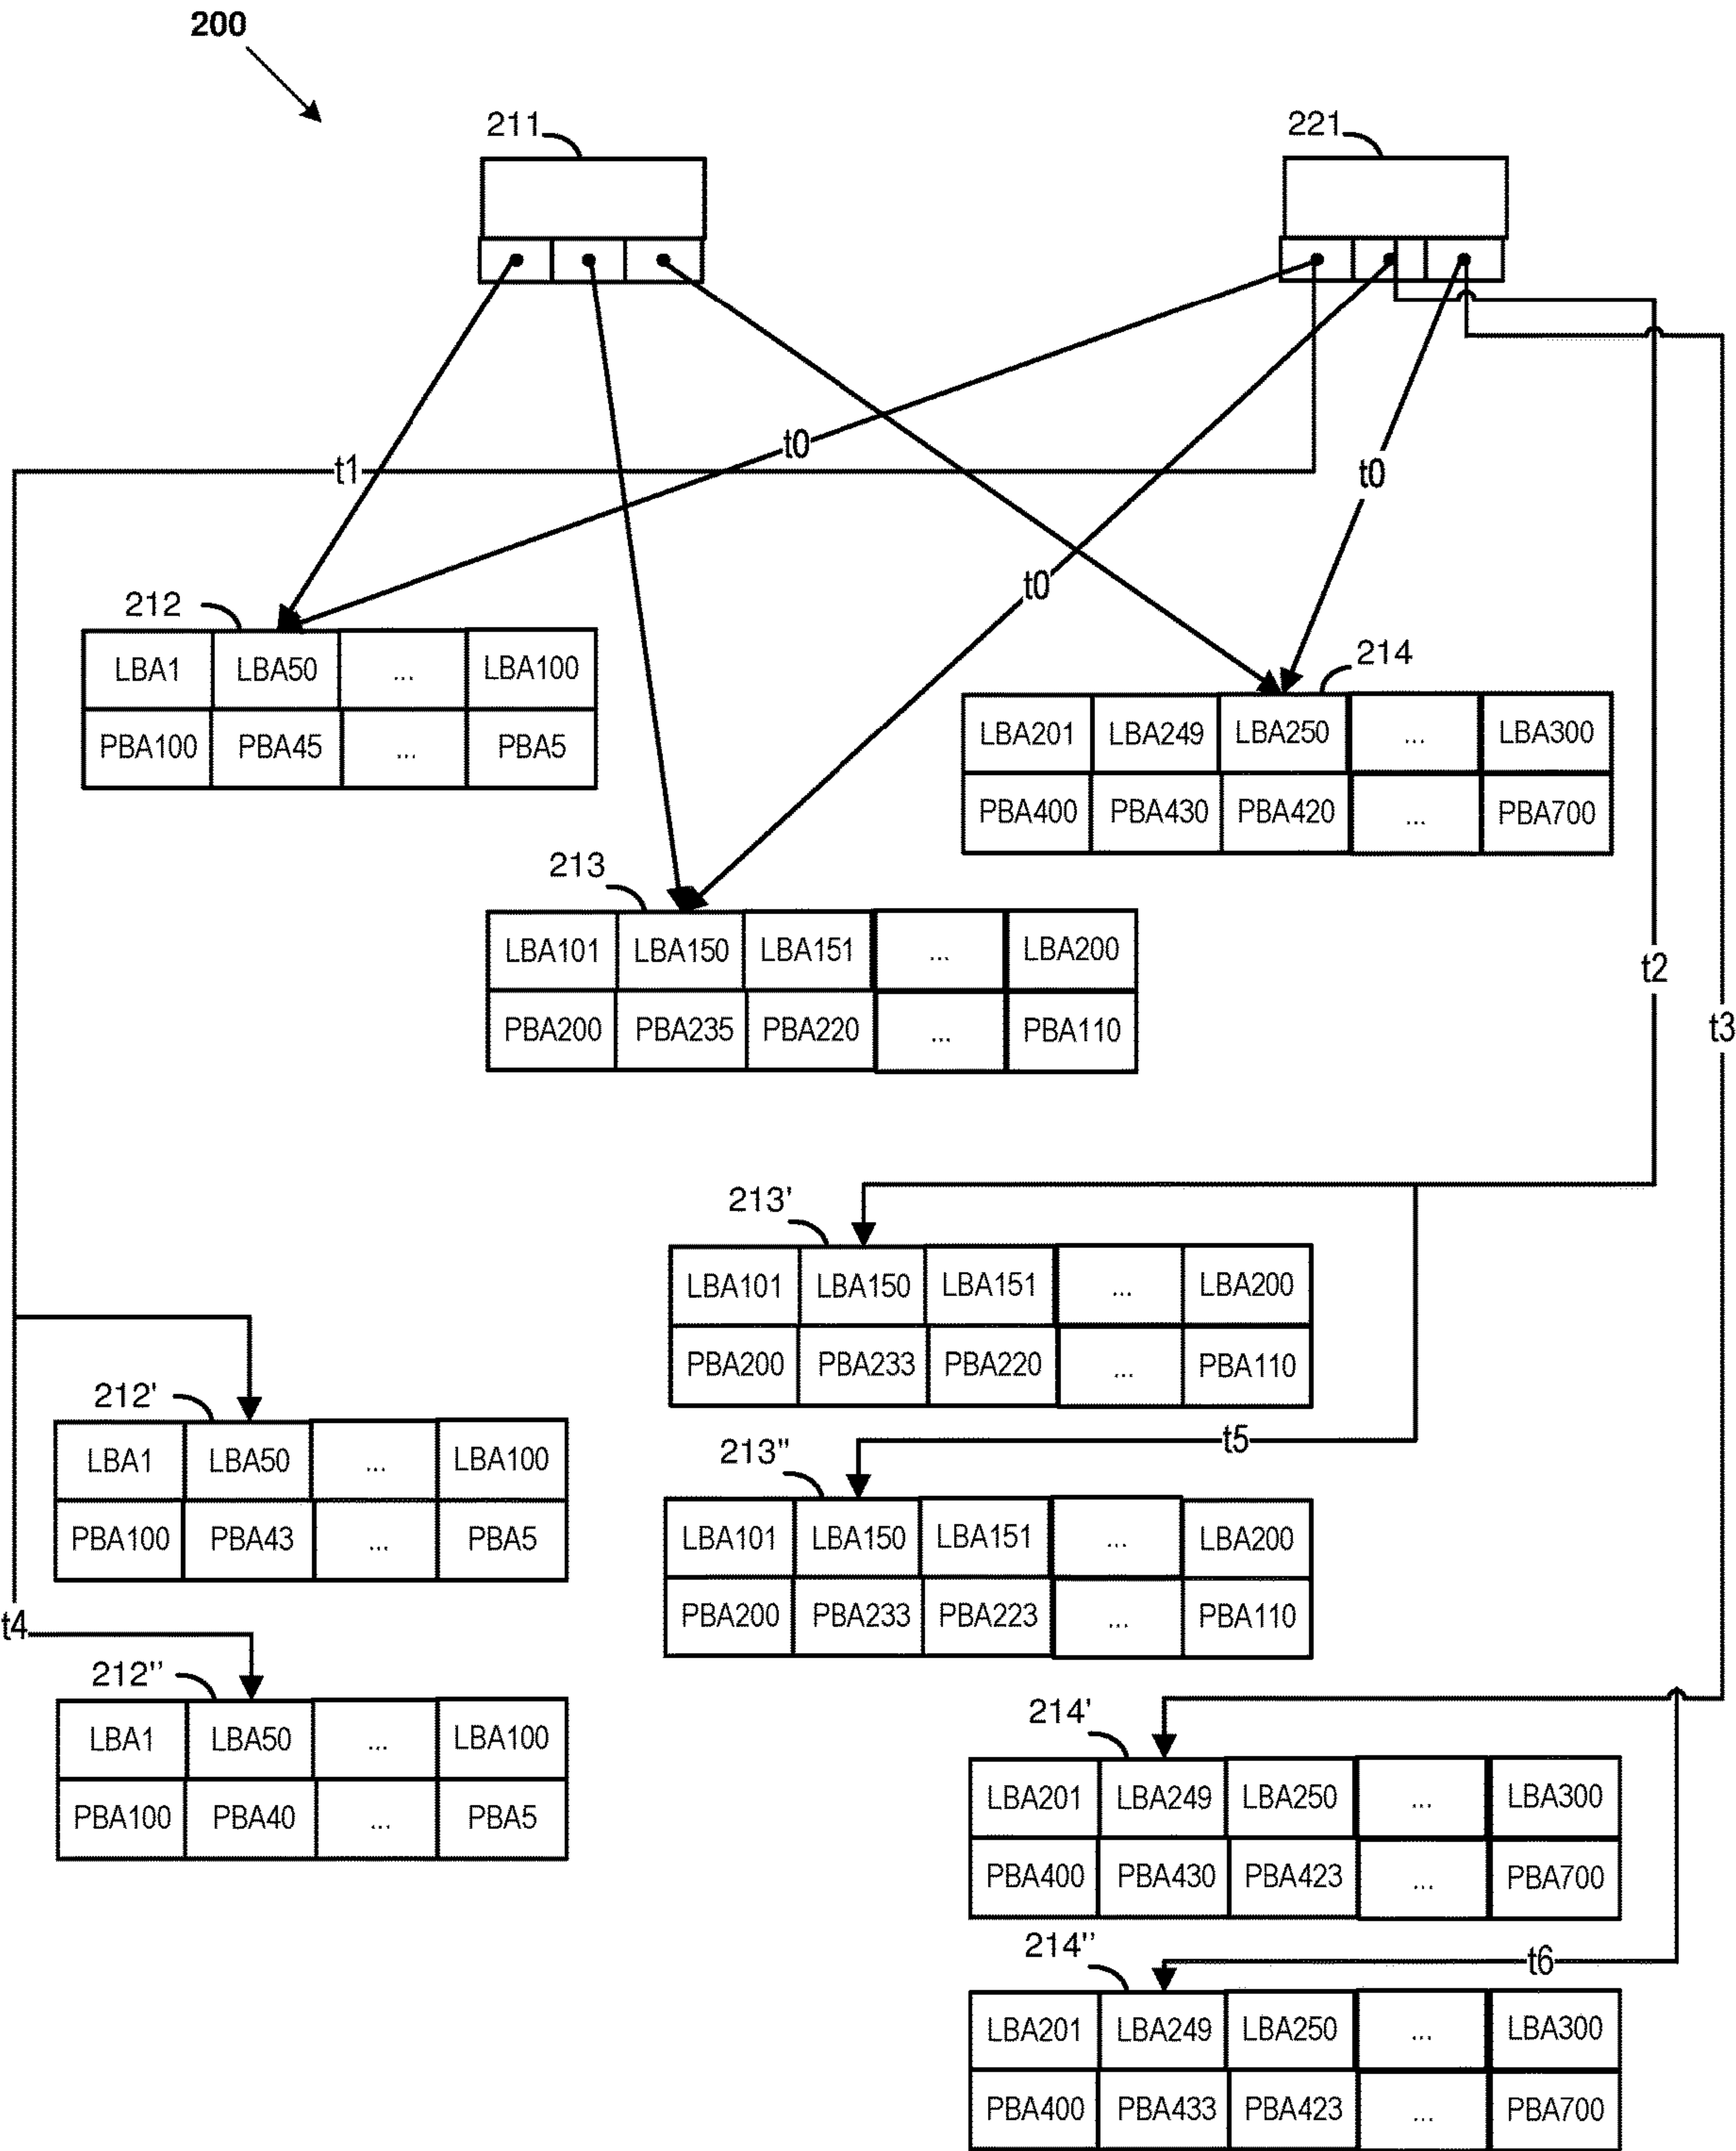 200
211 221
t0
t1 t0
t0
212
LBA1 LBA50 ... LBA100
PBA100 PBA45 ... PBA5
214
LBA201 LBA249 LBA250 ... LBA300
PBA400 PBA430 PBA420 ... PBA700
213
LBA101 LBA150 LBA151 ... LBA200
PBA200 PBA235 PBA220 ... PBA110
t2
t3
213'
LBA101 LBA150 LBA151 ... LBA200
PBA200 PBA233 PBA220 ... PBA110
212'
LBA1 LBA50 ... LBA100
PBA100 PBA43 ... PBA5
t5
213"
LBA101 LBA150 LBA151 ... LBA200
PBA200 PBA233 PBA223 ... PBA110
t4
212"
LBA1 LBA50 ... LBA100
PBA100 PBA40 ... PBA5
214'
LBA201 LBA249 LBA250 ... LBA300
PBA400 PBA430 PBA423 ... PBA700
214"
t6
LBA201 LBA249 LBA250 ... LBA300
PBA400 PBA433 PBA423 ... PBA700